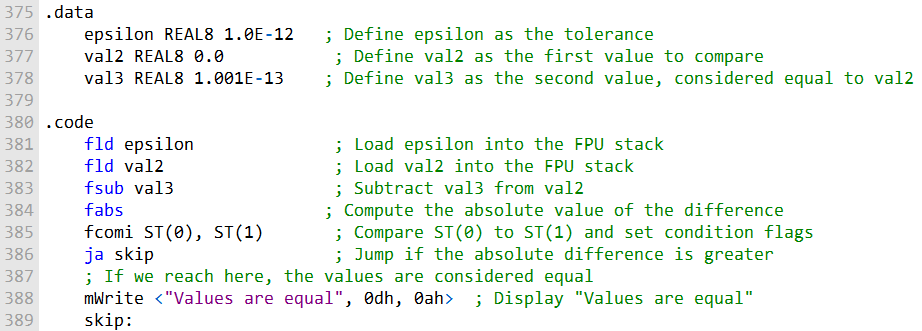 375 .data
376     epsilon REAL8 1.0E-12   ; Define epsilon as the tolerance
377     val2 REAL8 0.0           ; Define val2 as the first value to compare
378     val3 REAL8 1.001E-13    ; Define val3 as the second value, considered equal to val2
379
380 .code
381     fld epsilon              ; Load epsilon into the FPU stack
382     fld val2                 ; Load val2 into the FPU stack
383     fsub val3                ; Subtract val3 from val2
384     fabs                    ; Compute the absolute value of the difference
385     fcomi ST(0), ST(1)       ; Compare ST(0) to ST(1) and set condition flags
386     ja skip                  ; Jump if the absolute difference is greater
387     ; If we reach here, the values are considered equal
388     mWrite <"Values are equal", 0dh, 0ah>  ; Display "Values are equal"
389     skip: